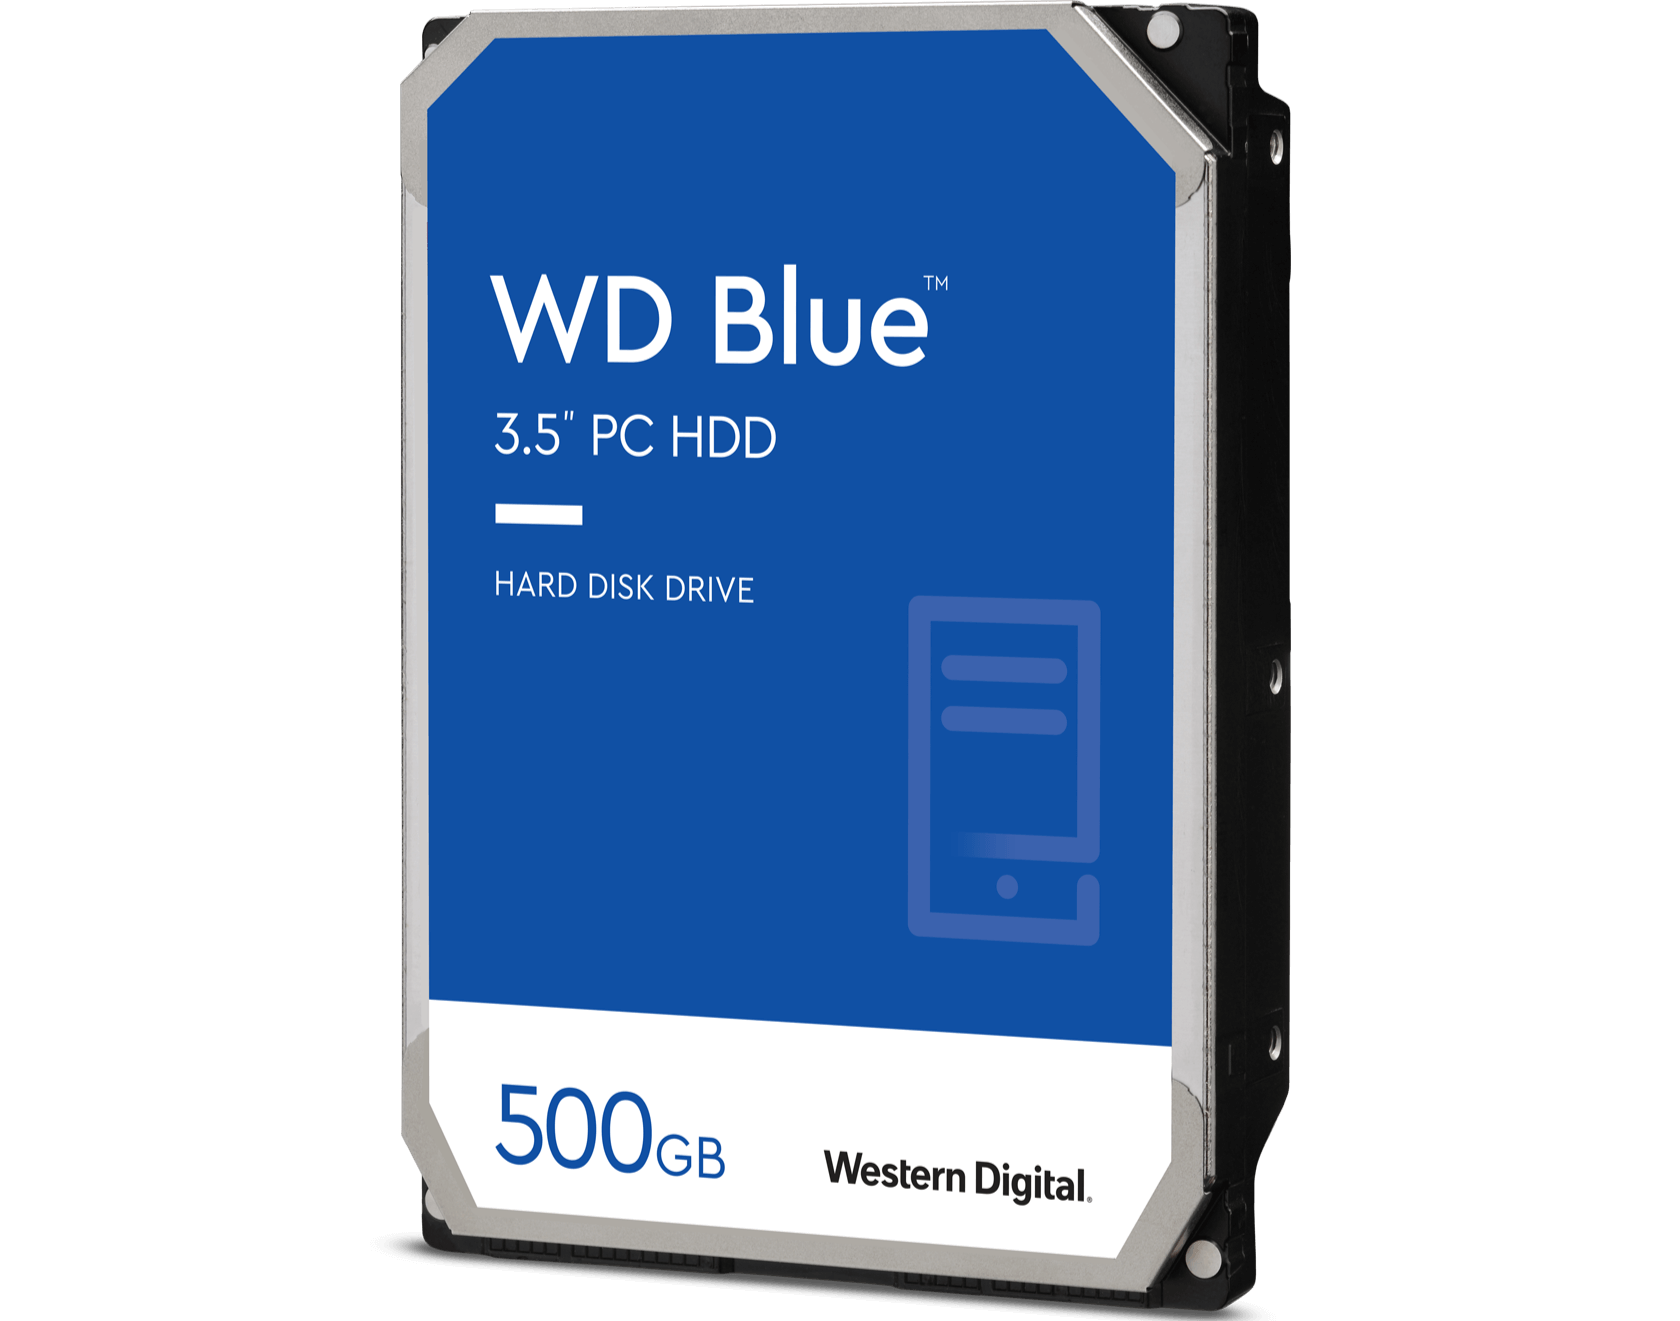 WD Blue™
3.5" PC HDD
HARD DISK DRIVE
500GB
Western Digital®